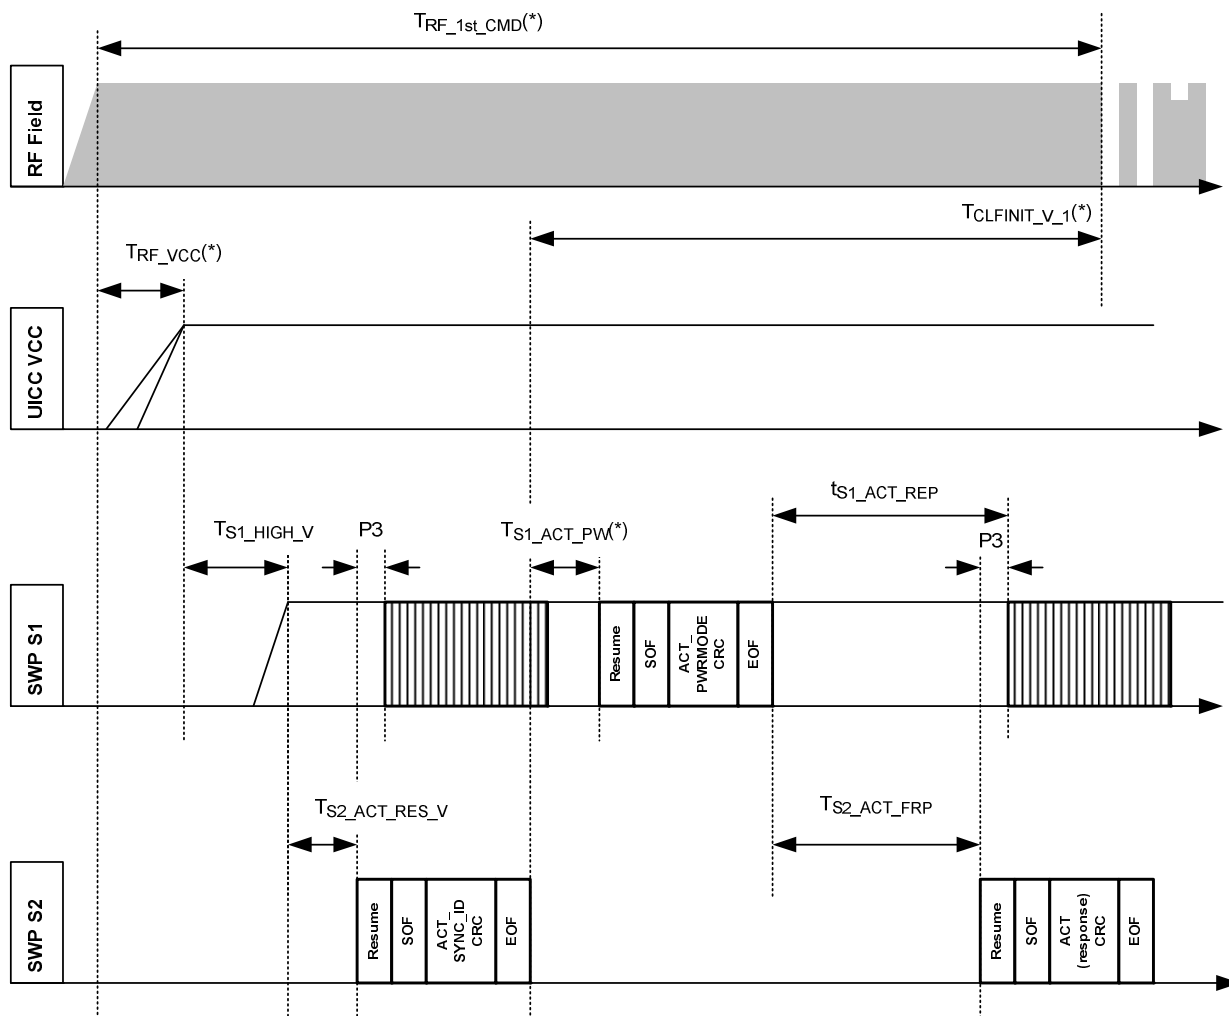 TRF_1st_CMD(*)
RF Field
TCLFINIT_V_1(*)
TRF_VCC(*)
UICC VCC
tS1_ACT_REP
TS1_HIGH_V
P3
TS1_ACT_PW(*)
P3
SWP S1
Resume
SOF
ACT_
PWRMODE
CRC
EOF
TS2_ACT_RES_V
TS2_ACT_FRP
SWP S2
Resume
SOF
ACT_
SYNC_ID
CRC
EOF
Resume
SOF
ACT
(response)
CRC
EOF